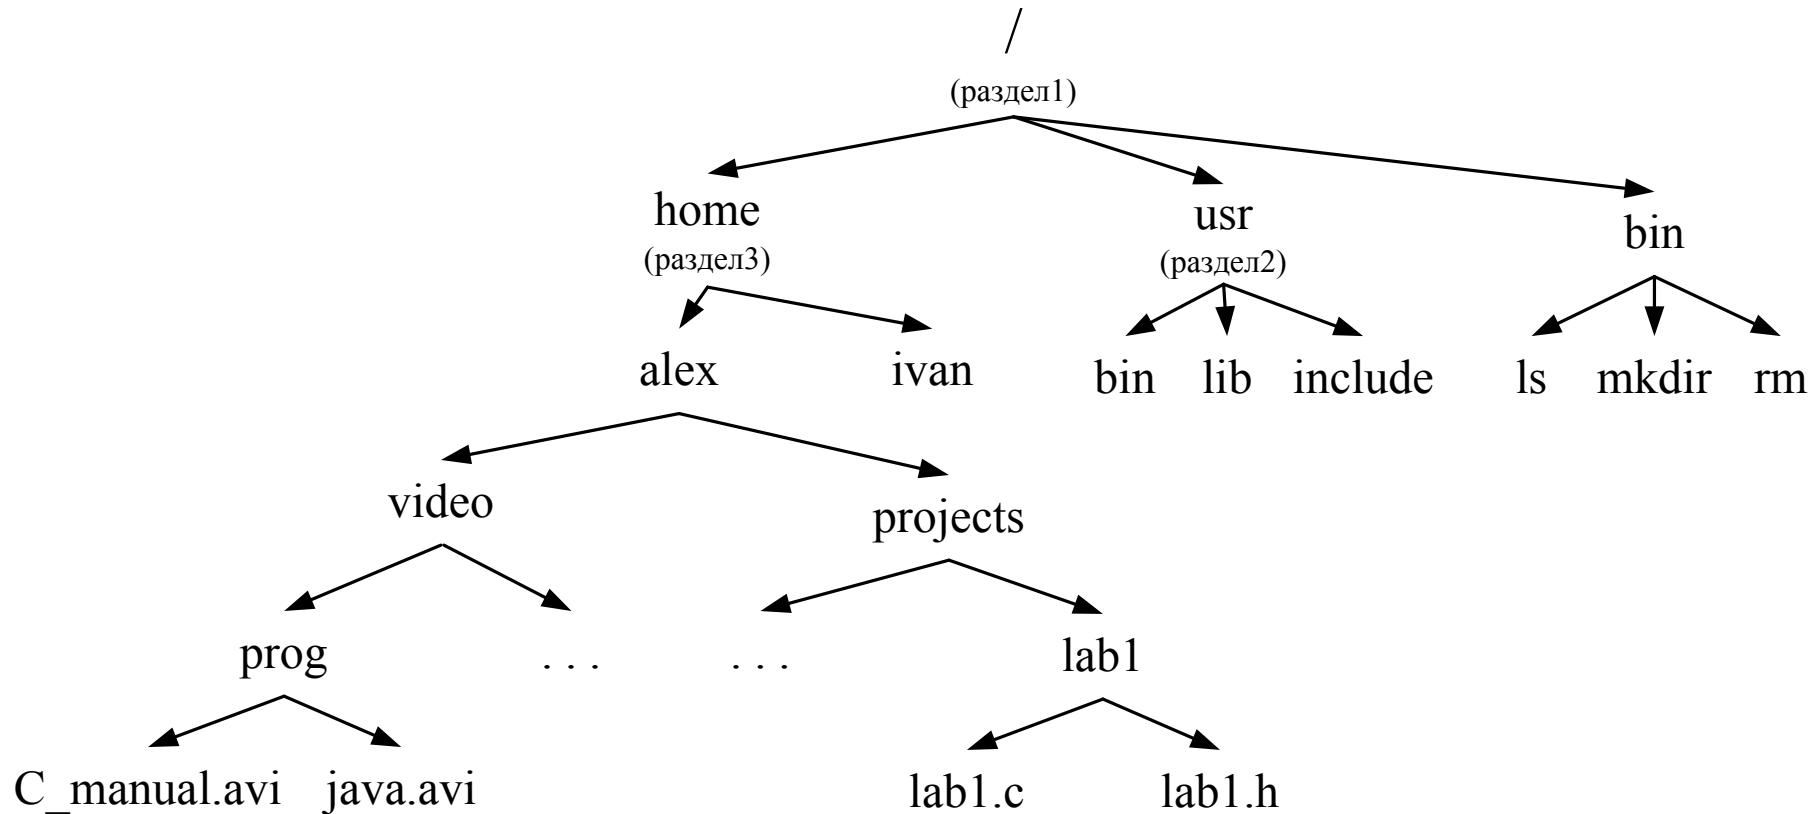 /
(раздел1)
home
(раздел3)
usr
(раздел2)
bin
alex
ivan
bin
lib
include
ls
mkdir
rm
video
projects
prog
. . .
. . .
lab1
C_manual.avi
java.avi
lab1.c
lab1.h